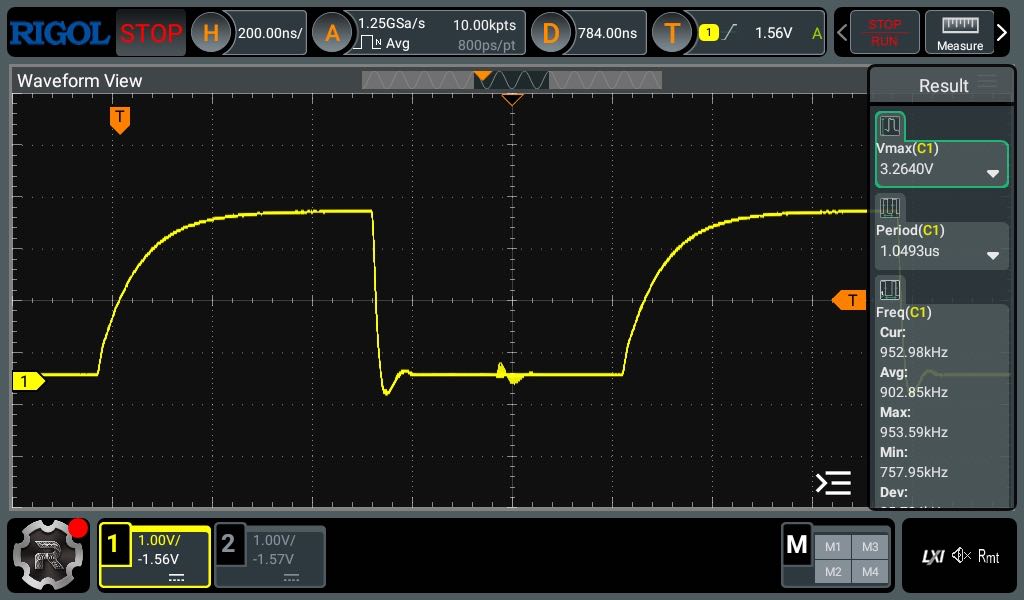 RIGOL STOP H 200.00ns/ A 1.25GSa/s 10.00kpts D 784.00ns T 1 1.56V A STOP
N Avg 800ps/pt RUN Measure
Waveform View
Result
T
Vmax(C1)
3.2640V
Period(C1)
1.0493us
T
Freq(C1)
Cur:
952.98kHz
Avg:
1
902.85kHz
Max:
953.59kHz
Min:
757.95kHz
Dev:
1 1.00V/ 2 1.00V/ M M1 M3
-1.56V -1.57V M2 M4
R
LXI Rmt